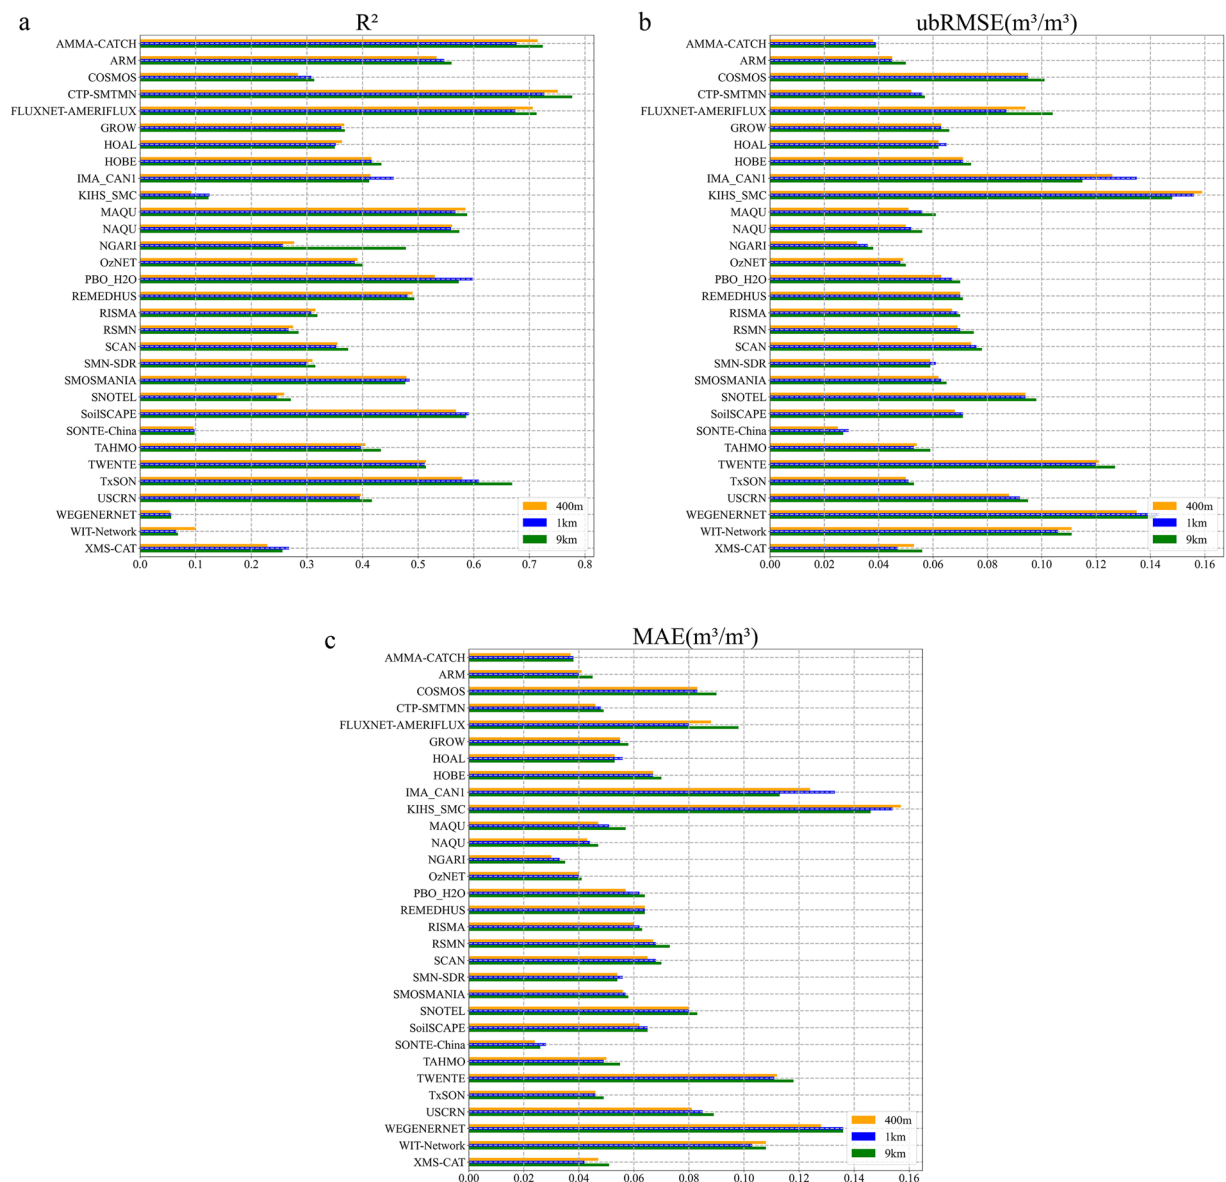 a
R²
AMMA-CATCH
ARM
COSMOS
CTP-SMTMN
FLUXNET-AMERIFLUX
GROW
HOAL
HOBE
IMA_CAN1
KIHS_SMC
MAQU
NAQU
NGARI
OzNET
PBO_H2O
REMEDHUS
RISMA
RSMN
SCAN
SMN-SDR
SMOSMANIA
SNOTEL
SoilSCAPE
SONTE-China
TAHMO
TWENTE
TxSON
USCRN
WEGENERNET
WIT-Network
XMS-CAT
400m
1km
9km
0.0 0.1 0.2 0.3 0.4 0.5 0.6 0.7 0.8
b
ubRMSE(m³/m³)
AMMA-CATCH
ARM
COSMOS
CTP-SMTMN
FLUXNET-AMERIFLUX
GROW
HOAL
HOBE
IMA_CAN1
KIHS_SMC
MAQU
NAQU
NGARI
OzNET
PBO_H2O
REMEDHUS
RISMA
RSMN
SCAN
SMN-SDR
SMOSMANIA
SNOTEL
SoilSCAPE
SONTE-China
TAHMO
TWENTE
TxSON
USCRN
WEGENERNET
WIT-Network
XMS-CAT
400m
1km
9km
0.00 0.02 0.04 0.06 0.08 0.10 0.12 0.14 0.16
c
MAE(m³/m³)
AMMA-CATCH
ARM
COSMOS
CTP-SMTMN
FLUXNET-AMERIFLUX
GROW
HOAL
HOBE
IMA_CAN1
KIHS_SMC
MAQU
NAQU
NGARI
OzNET
PBO_H2O
REMEDHUS
RISMA
RSMN
SCAN
SMN-SDR
SMOSMANIA
SNOTEL
SoilSCAPE
SONTE-China
TAHMO
TWENTE
TxSON
USCRN
WEGENERNET
WIT-Network
XMS-CAT
400m
1km
9km
0.00 0.02 0.04 0.06 0.08 0.10 0.12 0.14 0.16